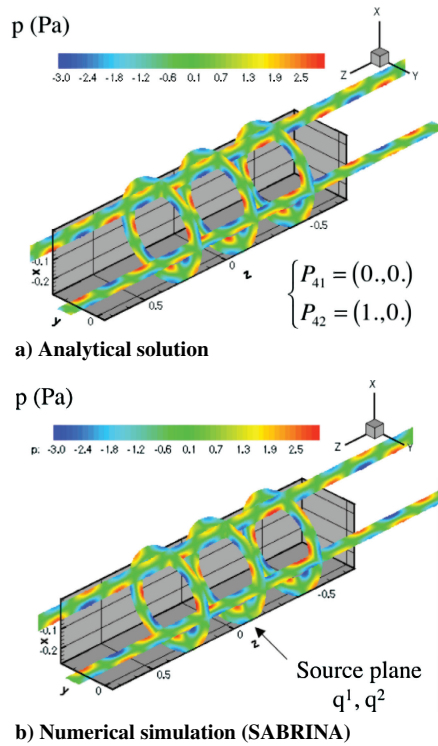 p (Pa)
-3.0 -2.4 -1.8 -1.2 -0.6 0.1 0.7 1.3 1.9 2.5
X
Z Y
-0.5
-0.1
x
-0.2
0
z
0.5
y
0
P₄₁ = (0.,0.)
P₄₂ = (1.,0.)
a) Analytical solution
p (Pa)
p: -3.0 -2.4 -1.8 -1.2 -0.6 0.1 0.7 1.3 1.9 2.5
X
Z Y
-0.5
-0.1
x
-0.2
0
z
0.5
y
0
Source plane
q¹, q²
b) Numerical simulation (SABRINA)